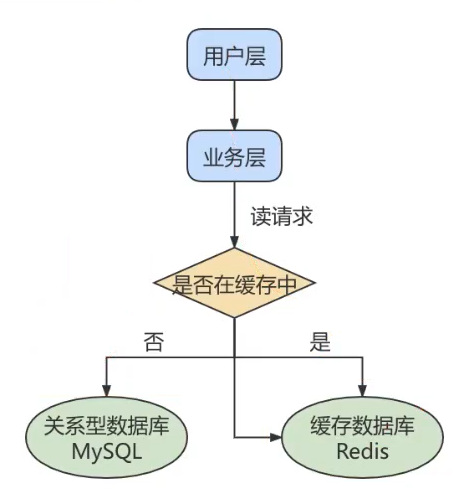 用户层
业务层
读请求
是否在缓存中
否
是
关系型数据库
MySQL
缓存数据库
Redis